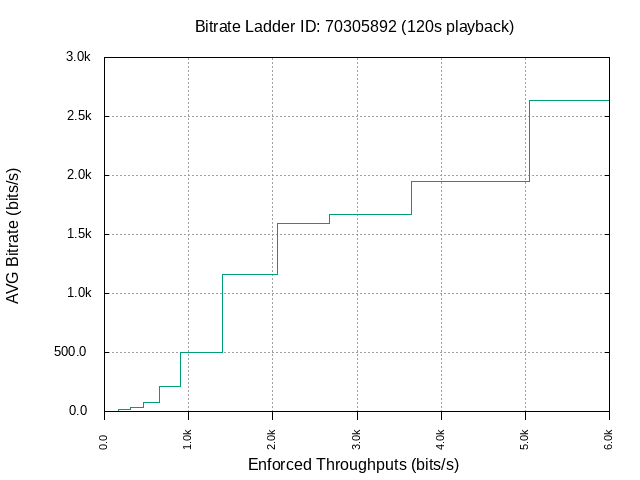 Bitrate Ladder ID: 70305892 (120s playback)
3.0k
2.5k
2.0k
1.5k
1.0k
500.0
0.0
AVG Bitrate (bits/s)
0.0 1.0k 2.0k 3.0k 4.0k 5.0k 6.0k
Enforced Throughputs (bits/s)